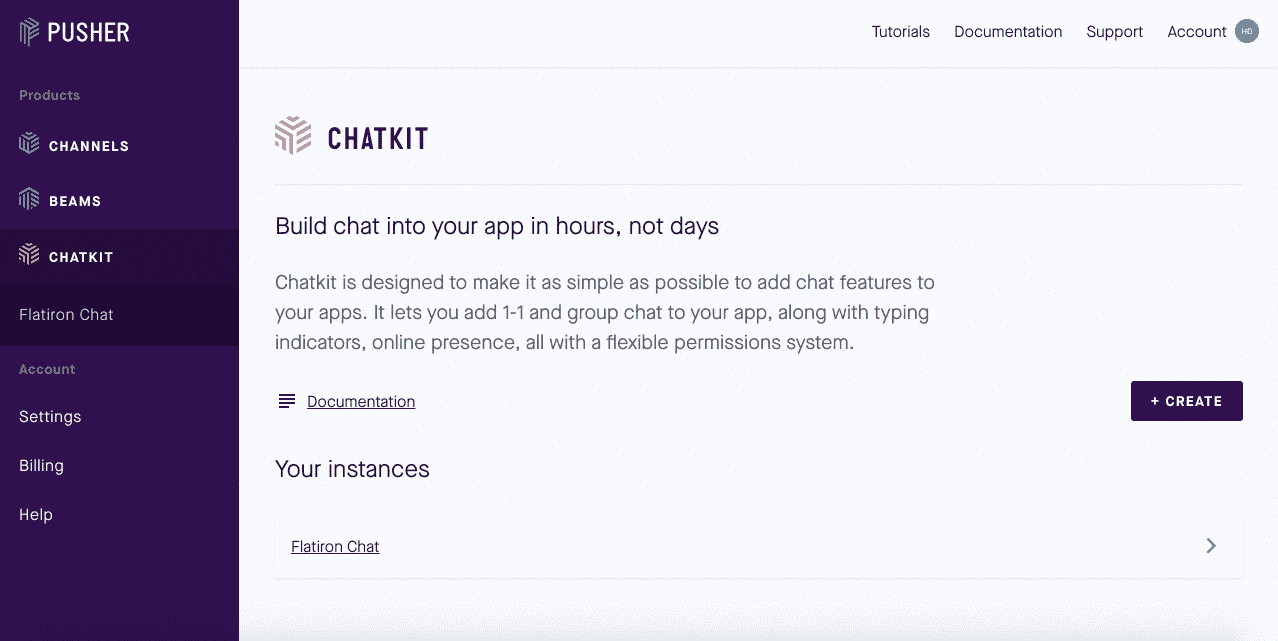 PUSHER
Tutorials Documentation Support Account HD
Products
CHANNELS
BEAMS
CHATKIT
Flatiron Chat
Account
Settings
Billing
Help
CHATKIT
Build chat into your app in hours, not days
Chatkit is designed to make it as simple as possible to add chat features to
your apps. It lets you add 1-1 and group chat to your app, along with typing
indicators, online presence, all with a flexible permissions system.
Documentation
+ CREATE
Your instances
Flatiron Chat